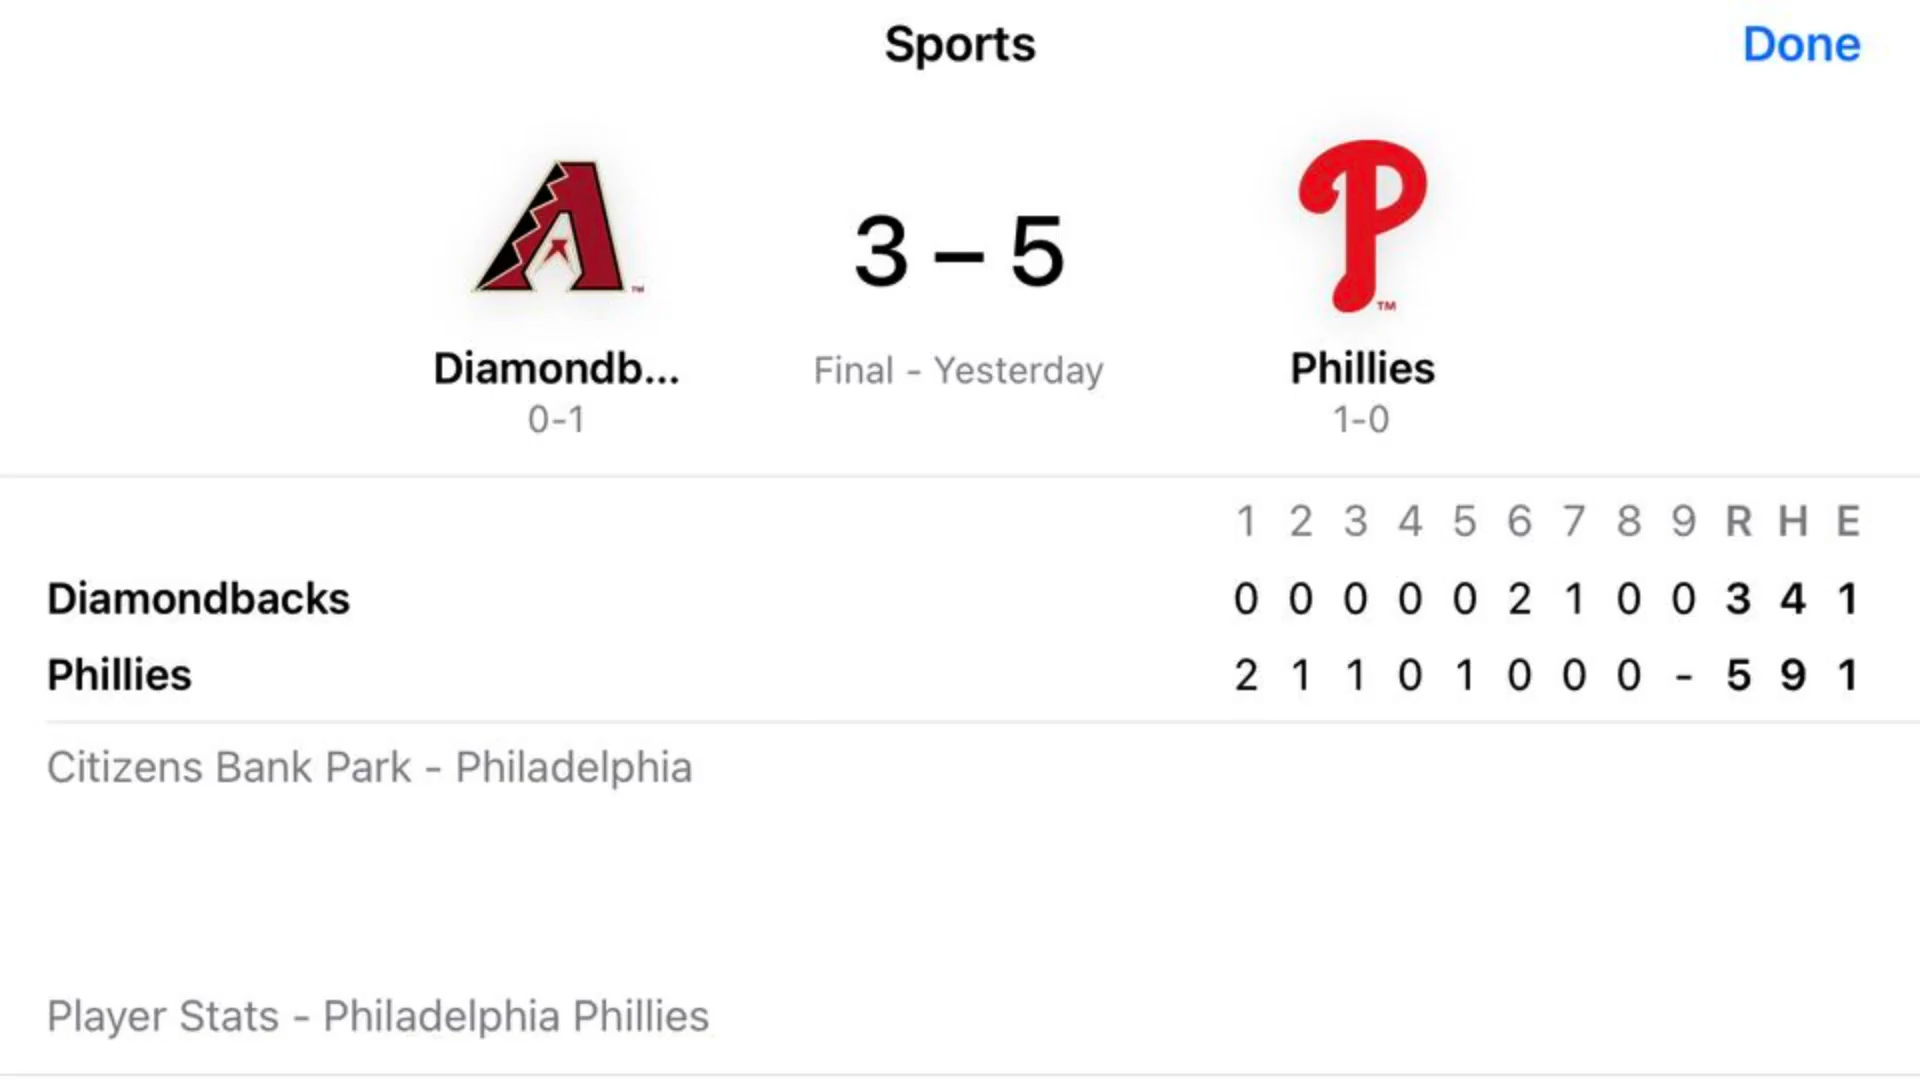 Sports Done
3 – 5
Diamondb... Final - Yesterday Phillies
0-1 1-0
1 2 3 4 5 6 7 8 9 R H E
Diamondbacks 0 0 0 0 0 2 1 0 0 3 4 1
Phillies 2 1 1 0 1 0 0 0 - 5 9 1
Citizens Bank Park - Philadelphia
Player Stats - Philadelphia Phillies